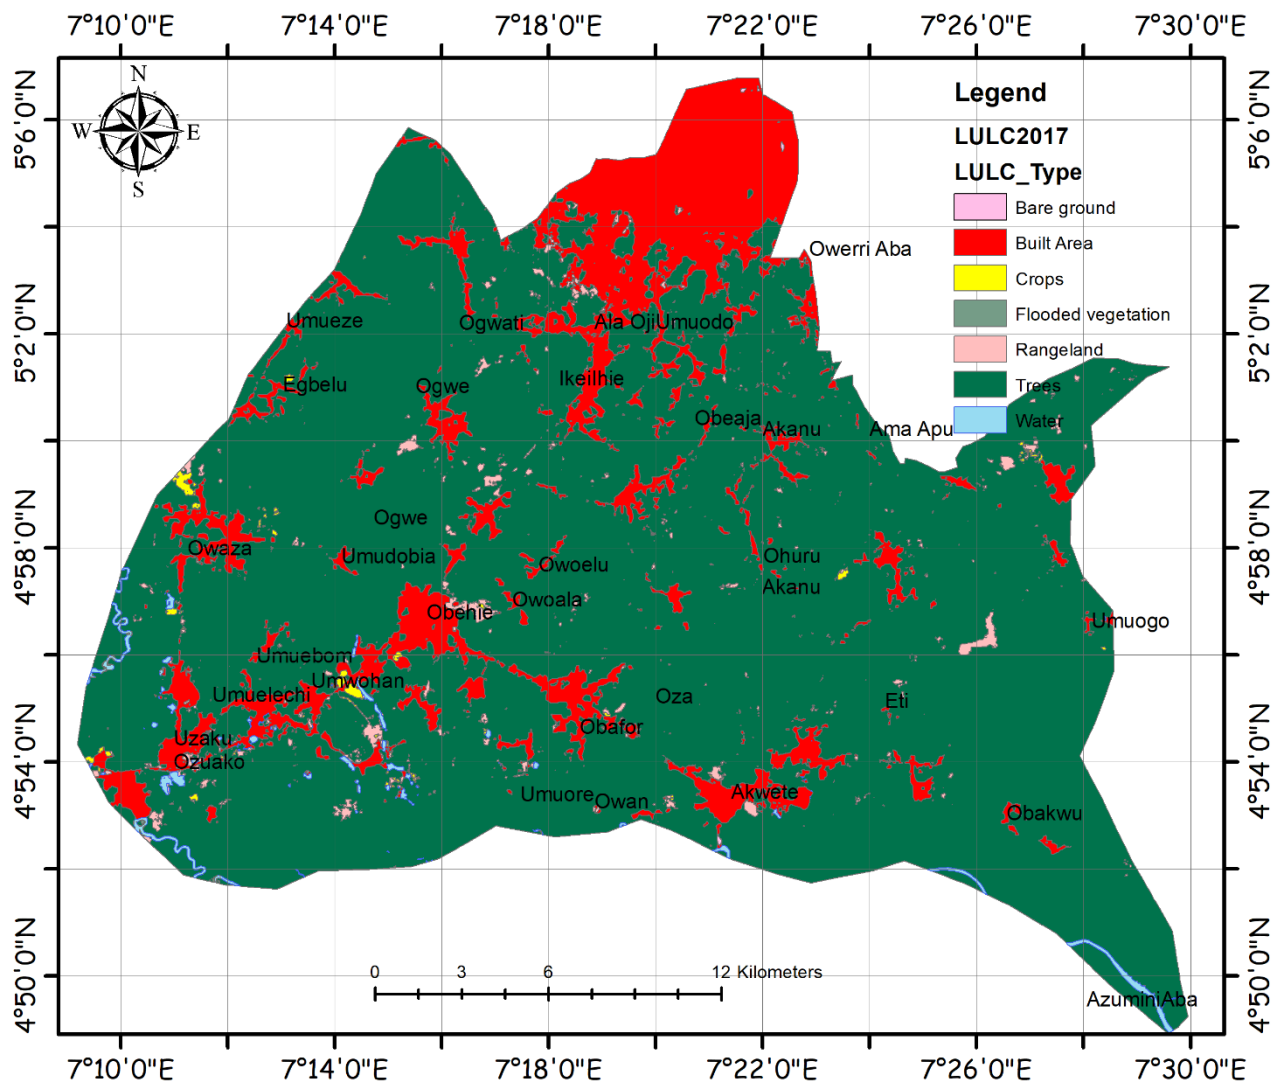 7°10'0"E 7°14'0"E 7°18'0"E 7°22'0"E 7°26'0"E 7°30'0"E
N
W E
S
5°6'0"N
5°6'0"N
Legend
LULC2017
LULC_Type
Bare ground
Built Area
Crops
Flooded vegetation
Rangeland
Trees
Water
Owerri Aba
Umueze
Ogwati
Ala Oji
Umuodo
5°2'0"N
5°2'0"N
Egbelu
Ogwe
Ikeilhie
Obeaja
Akanu
Ama Apu
Ogwe
4°58'0"N
4°58'0"N
Owaza
Umudobia
Owoelu
Ohuru
Akanu
Owoala
Obehie
Umuogo
Umuebom
Umwohan
Umuelechi
Oza
Eti
Obafor
Uzaku
Ozuako
4°54'0"N
4°54'0"N
Umuore
Owan
Akwete
Obakwu
4°50'0"N
4°50'0"N
0 3 6 12 Kilometers
AzuminiAba
7°10'0"E 7°14'0"E 7°18'0"E 7°22'0"E 7°26'0"E 7°30'0"E